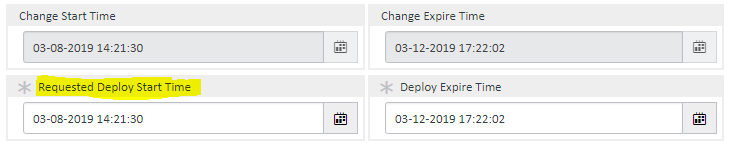 Change Start Time
Change Expire Time
03-08-2019 14:21:30
03-12-2019 17:22:02
Requested Deploy Start Time
Deploy Expire Time
03-08-2019 14:21:30
03-12-2019 17:22:02